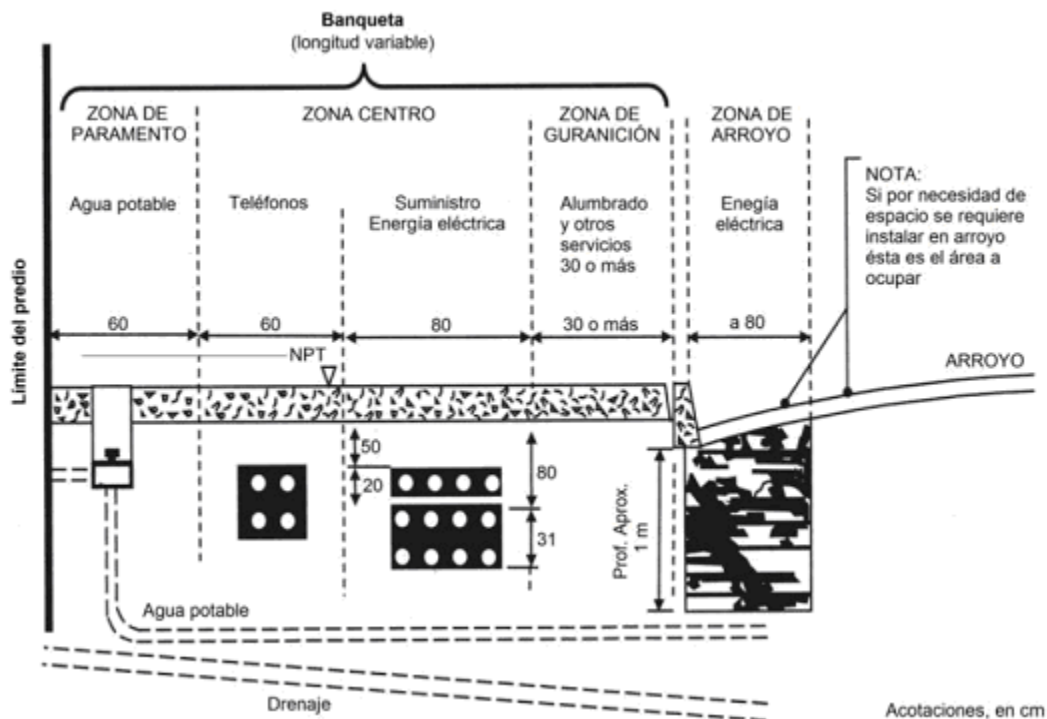 Banqueta
(longitud variable)
ZONA DE
PARAMENTO
ZONA CENTRO
ZONA DE
GURANICIÓN
ZONA DE
ARROYO
Agua potable
Teléfonos
Suministro
Energía eléctrica
Alumbrado
y otros
servicios
30 o más
Enegía
eléctrica
NOTA:
Si por necesidad de
espacio se requiere
instalar en arroyo
ésta es el área a
ocupar
Límite del predio
60
60
80
30 o más
a 80
NPT
ARROYO
50
20
80
31
Prof. Aprox.
1 m
Agua potable
Drenaje
Acotaciones, en cm